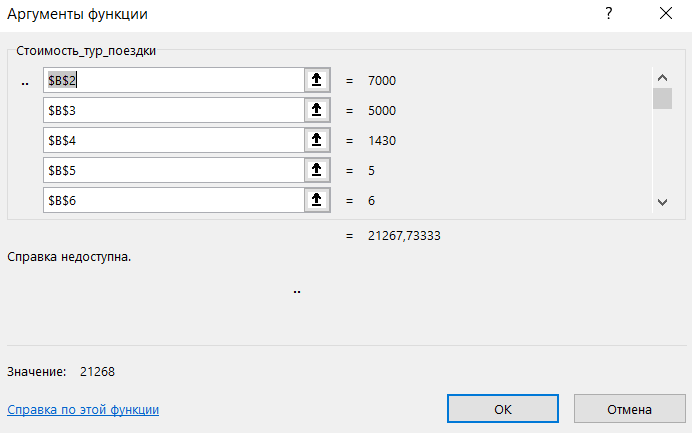 Аргументы функции ?
Стоимость_тур_поездки
.. $B$2 = 7000
$B$3 = 5000
$B$4 = 1430
$B$5 = 5
$B$6 = 6
= 21267,73333
Справка недоступна.
..
Значение: 21268
Справка по этой функции
ОК Отмена